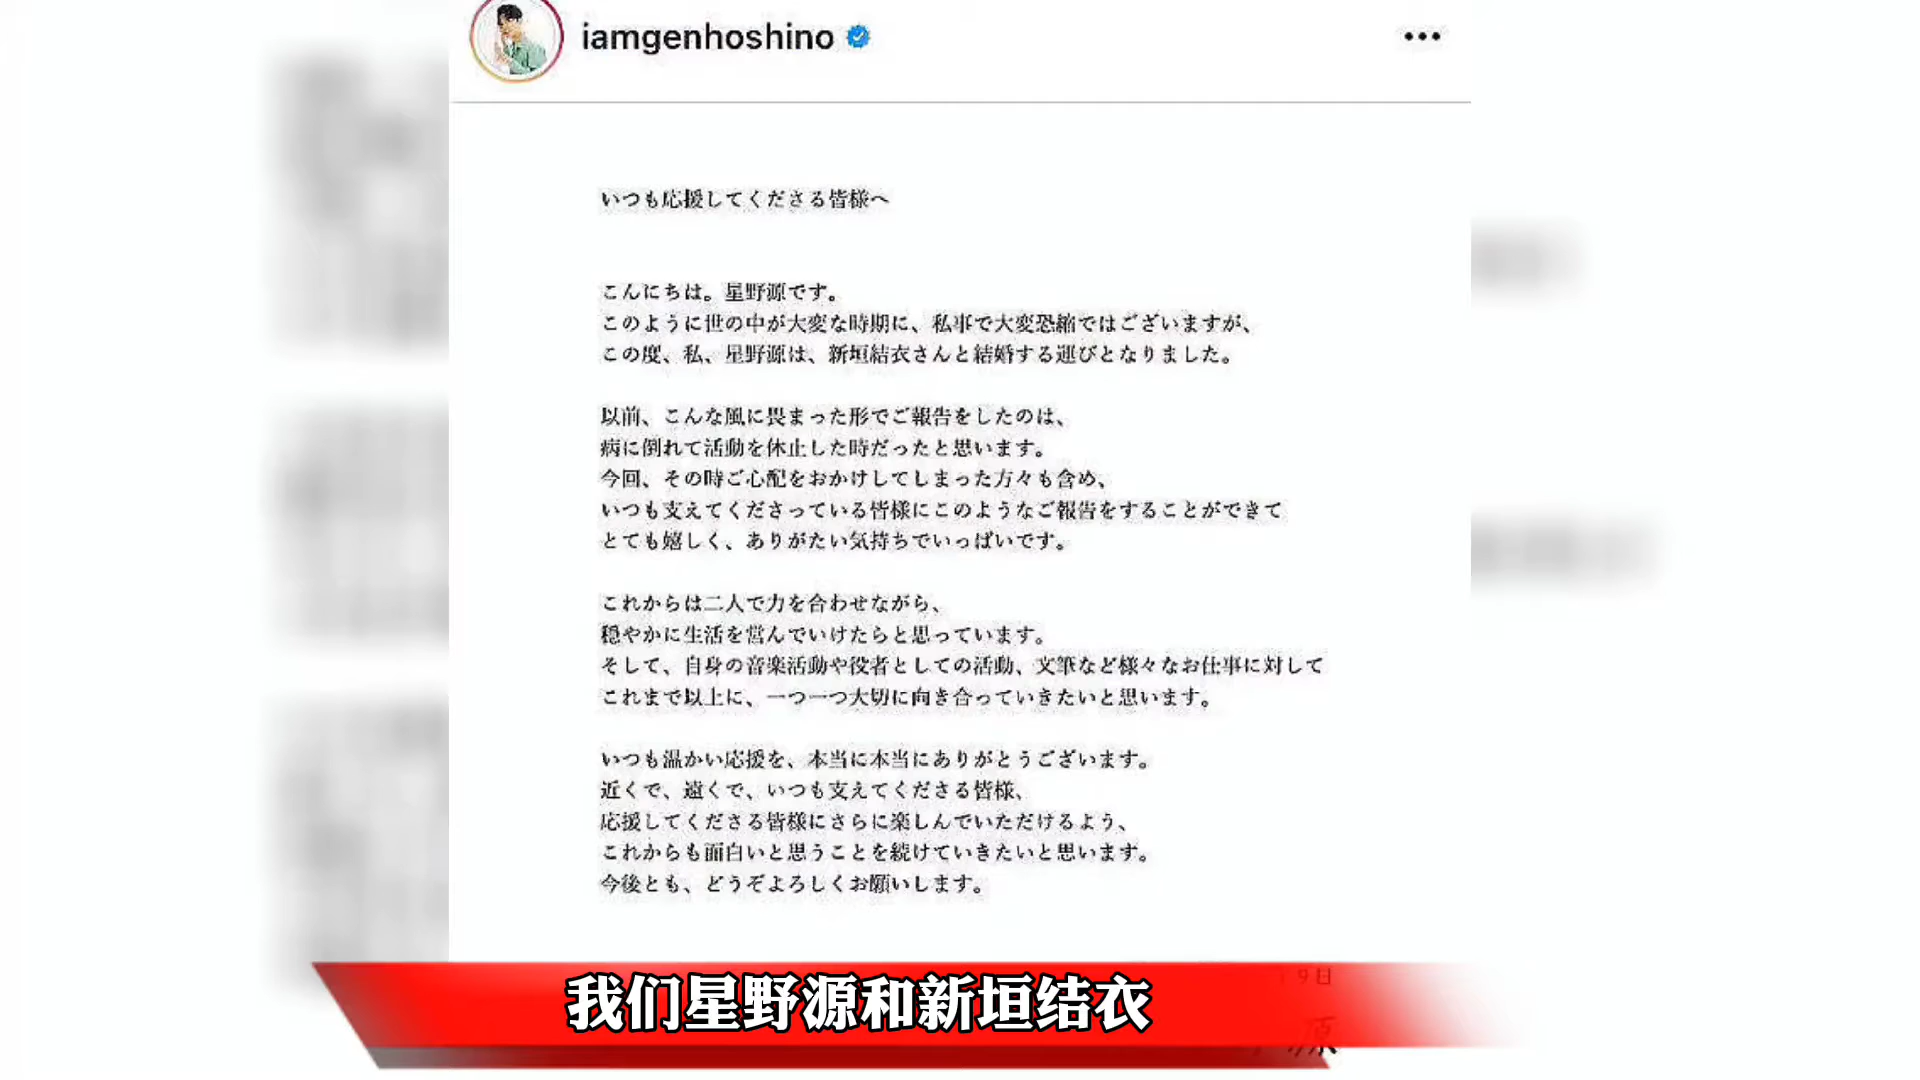 iamgenhoshino
いつも応援してくださる皆様へ
こんにちは。星野源です。
このように世の中が大変な時期に、私事で大変恐縮ではございますが、
この度、私、星野源は、新垣結衣さんと結婚する運びとなりました。
以前、こんな風に畏まった形でご報告をしたのは、
病に倒れて活動を休止した時だったと思います。
今回、その時ご心配をおかけしてしまった方々も含め、
いつも支えてくださっている皆様にこのようなご報告をすることができて
とても嬉しく、ありがたい気持ちでいっぱいです。
これからは二人で力を合わせながら、
穏やかに生活を営んでいけたらと思っています。
そして、自身の音楽活動や役者としての活動、文筆など様々なお仕事に対して
これまで以上に、一つ一つ大切に向き合っていきたいと思います。
いつも温かい応援を、本当に本当にありがとうございます。
近くで、遠くで、いつも支えてくださる皆様、
応援してくださる皆様にさらに楽しんでいただけるよう、
これからも面白いと思うことを続けていきたいと思います。
今後とも、どうぞよろしくお願いします。
9日
源
我们星野源和新垣结衣